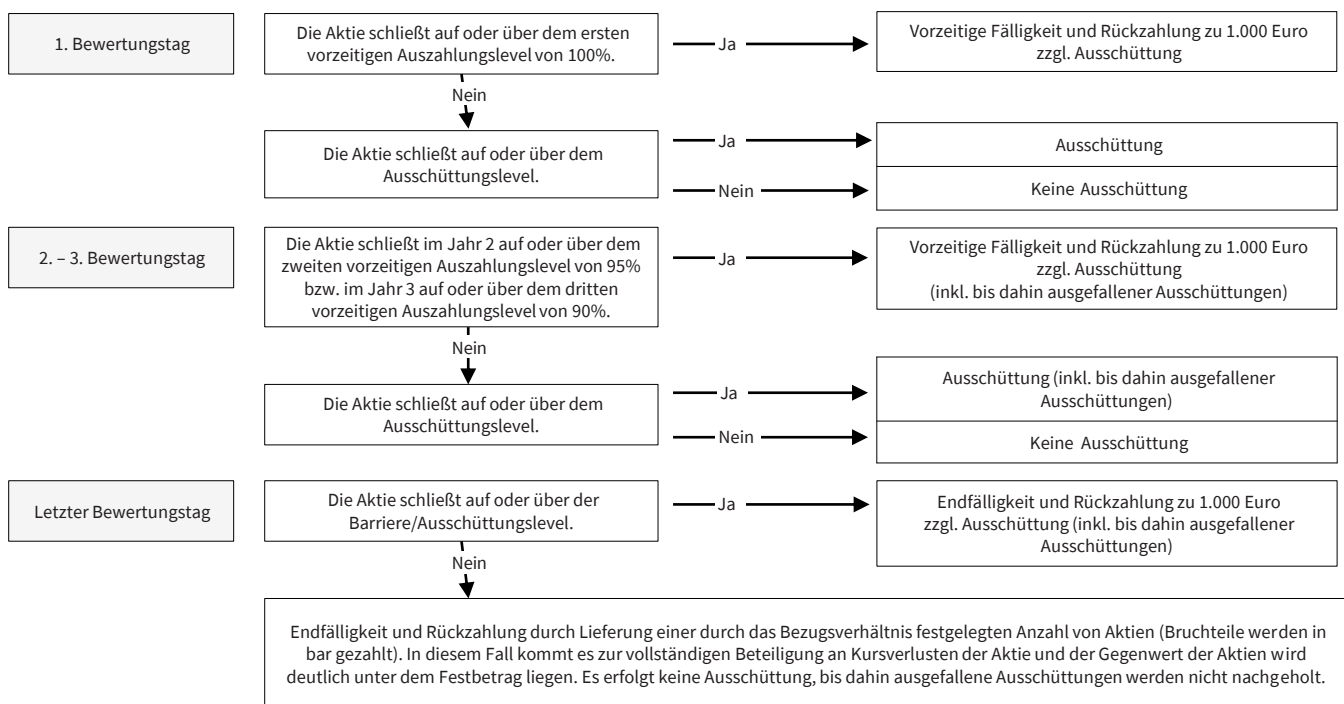 1. Bewertungstag
Die Aktie schließt auf oder über dem ersten
vorzeitigen Auszahlungslevel von 100%.
Ja
Vorzeitige Fälligkeit und Rückzahlung zu 1.000 Euro
zzgl. Ausschüttung
Nein
Die Aktie schließt auf oder über dem
Ausschüttungslevel.
Ja
Ausschüttung
Nein
Keine Ausschüttung
2. – 3. Bewertungstag
Die Aktie schließt im Jahr 2 auf oder über dem
zweiten vorzeitigen Auszahlungslevel von 95%
bzw. im Jahr 3 auf oder über dem dritten
vorzeitigen Auszahlungslevel von 90%.
Ja
Vorzeitige Fälligkeit und Rückzahlung zu 1.000 Euro
zzgl. Ausschüttung
(inkl. bis dahin ausgefallener Ausschüttungen)
Nein
Die Aktie schließt auf oder über dem
Ausschüttungslevel.
Ja
Ausschüttung (inkl. bis dahin ausgefallener
Ausschüttungen)
Nein
Keine Ausschüttung
Letzter Bewertungstag
Die Aktie schließt auf oder über der
Barriere/Ausschüttungslevel.
Ja
Endfälligkeit und Rückzahlung zu 1.000 Euro
zzgl. Ausschüttung (inkl. bis dahin ausgefallener
Ausschüttungen)
Nein
Endfälligkeit und Rückzahlung durch Lieferung einer durch das Bezugsverhältnis festgelegten Anzahl von Aktien (Bruchteile werden in
bar gezahlt). In diesem Fall kommt es zur vollständigen Beteiligung an Kursverlusten der Aktie und der Gegenwert der Aktien wird
deutlich unter dem Festbetrag liegen. Es erfolgt keine Ausschüttung, bis dahin ausgefallene Ausschüttungen werden nicht nachgeholt.